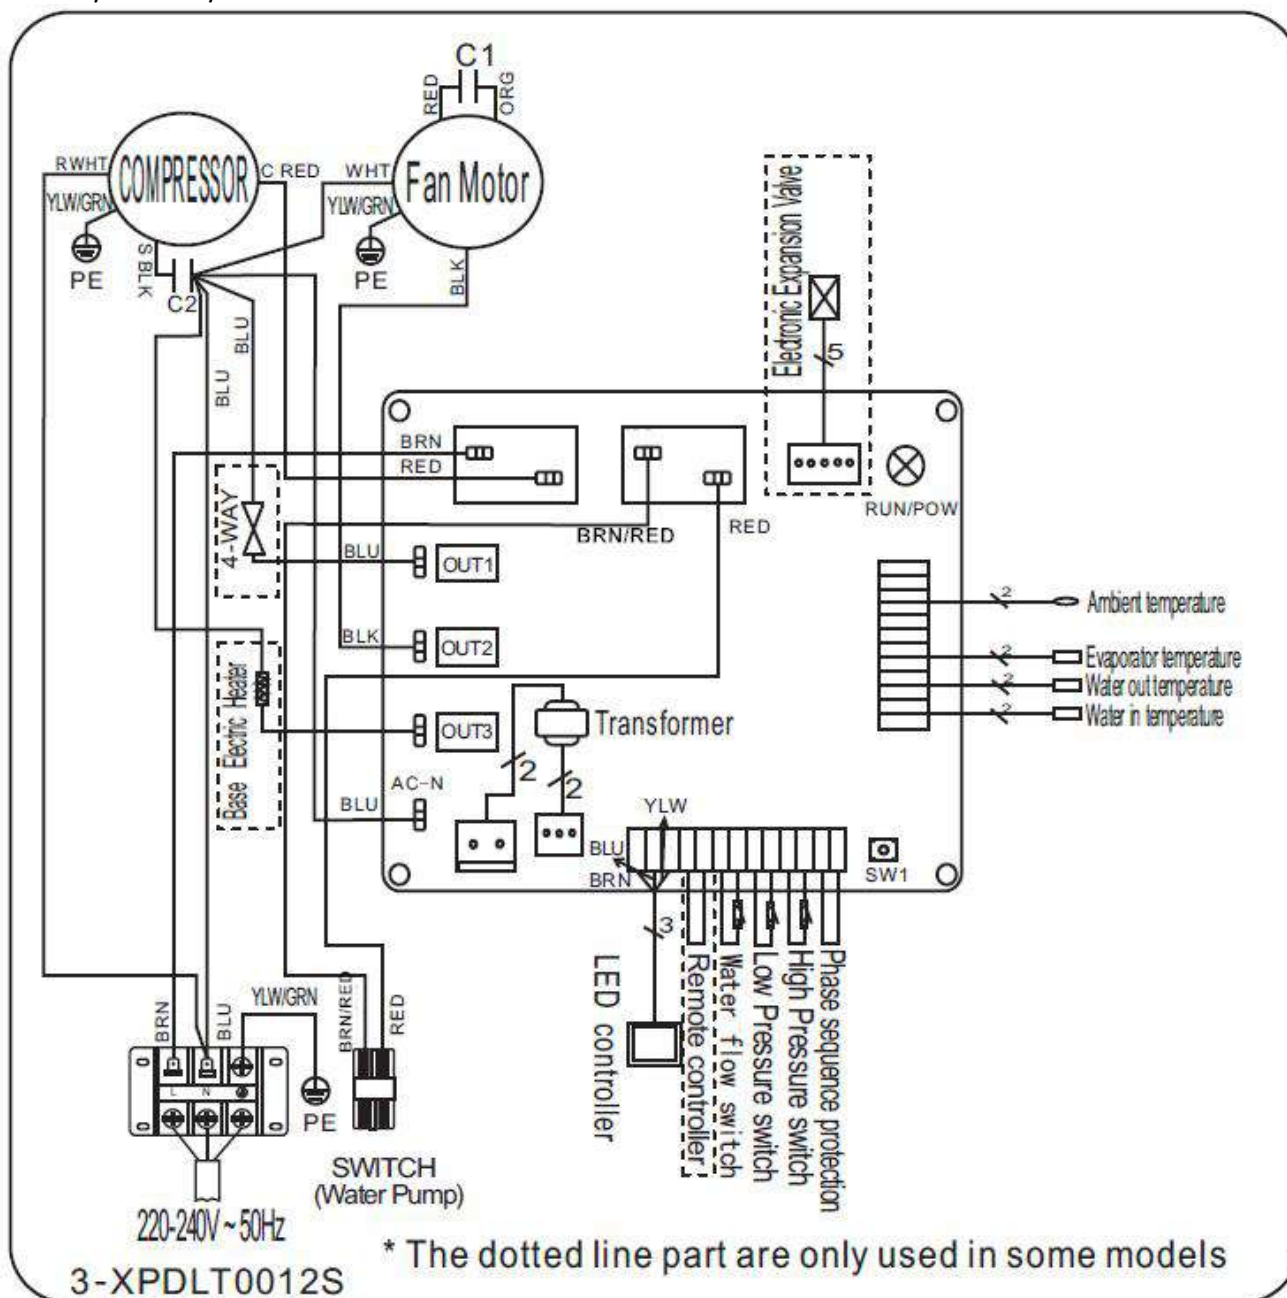 C1
RED
ORG
R WHT
COMPRESSOR
C RED
WHT
Fan Motor
YLW/GRN
YLW/GRN
PE
S BLK
C2
PE
BLK
Electronic Expansion Valve
5
BLU
BLU
BRN
RED
BRN/RED
RED
RUN/POW
4-WAY
BLU
OUT1
2
Ambient temperature
BLK
OUT2
2
Evaporator temperature
2
Water out temperature
2
Water in temperature
Base Electric Heater
OUT3
Transformer
2
2
AC-N
BLU
YLW
BLU
BRN
SW1
3
LED controller
Remote controller
Water flow switch
Low Pressure switch
High Pressure switch
Phase sequence protection
BRN
BLU
YLW/GRN
BRN/RED
RED
L
N
PE
SWITCH
(Water Pump)
220-240V ~ 50Hz
* The dotted line part are only used in some models
3-XPDLT0012S